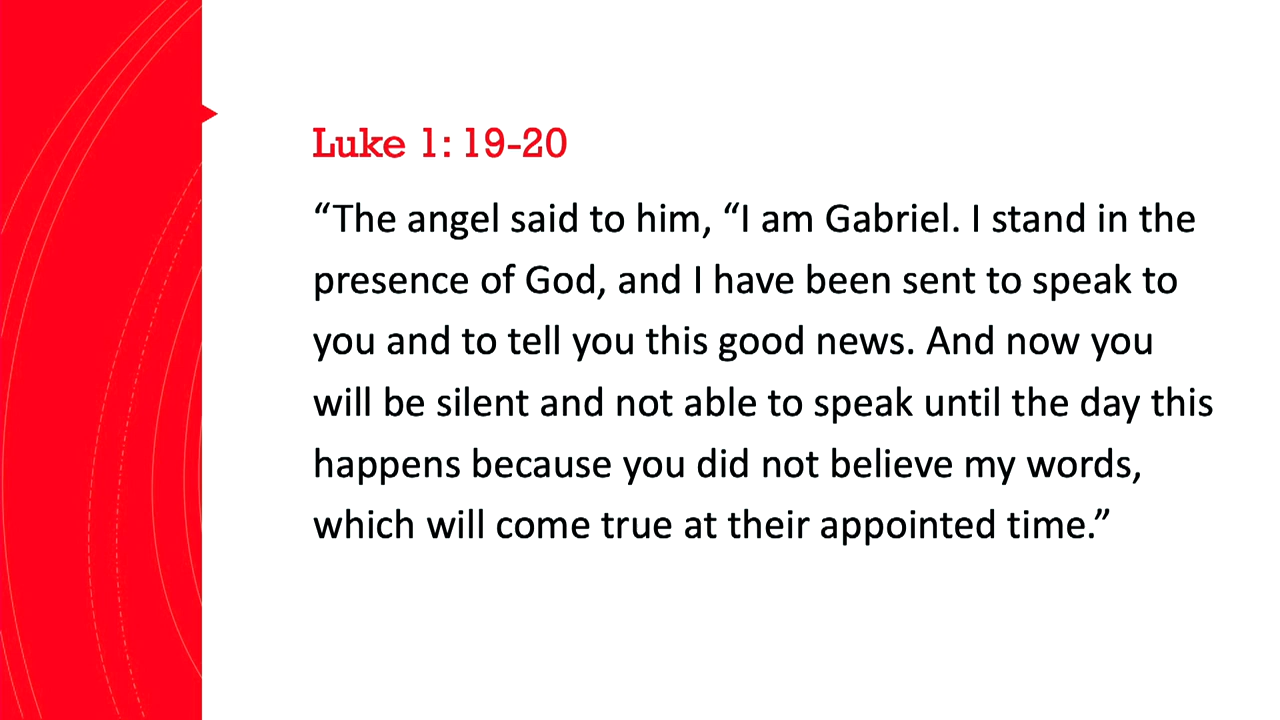 Luke 1: 19-20
“The angel said to him, “I am Gabriel. I stand in the
presence of God, and I have been sent to speak to
you and to tell you this good news. And now you
will be silent and not able to speak until the day this
happens because you did not believe my words,
which will come true at their appointed time.”